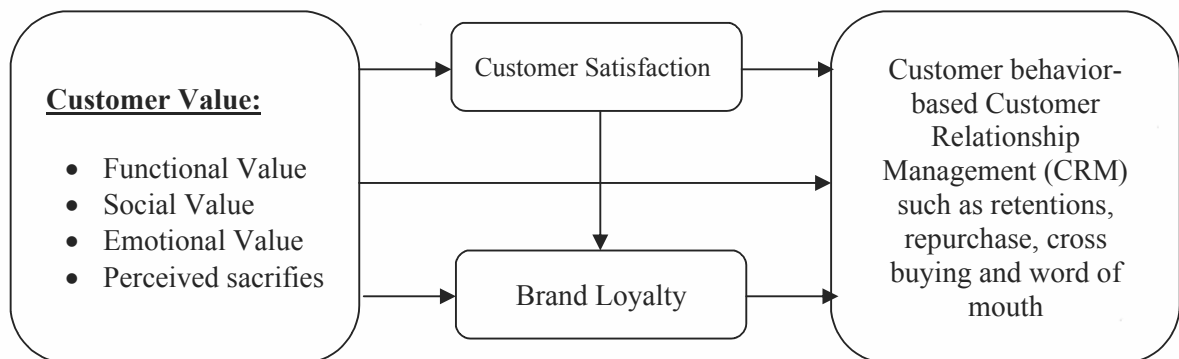 Customer Value:
• Functional Value
• Social Value
• Emotional Value
• Perceived sacrifies
Customer Satisfaction
Brand Loyalty
Customer behavior-
based Customer
Relationship
Management (CRM)
such as retentions,
repurchase, cross
buying and word of
mouth